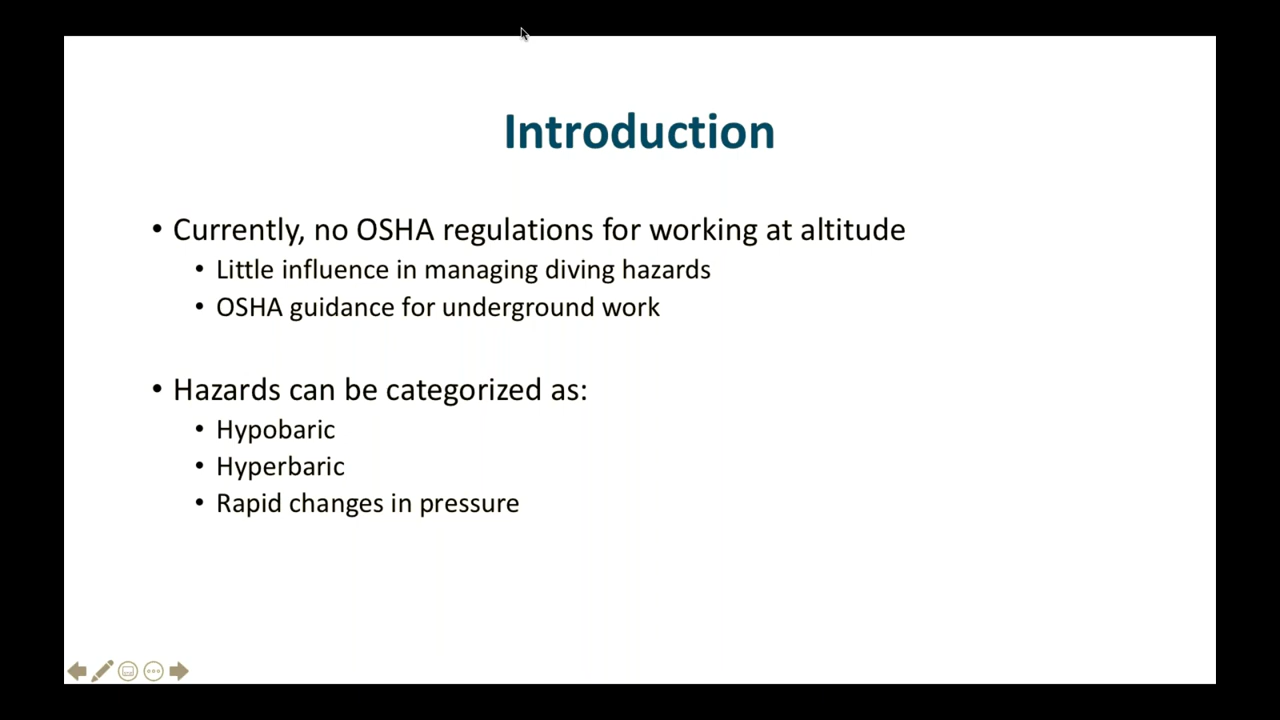 Introduction
• Currently, no OSHA regulations for working at altitude
• Little influence in managing diving hazards
• OSHA guidance for underground work
• Hazards can be categorized as:
• Hypobaric
• Hyperbaric
• Rapid changes in pressure